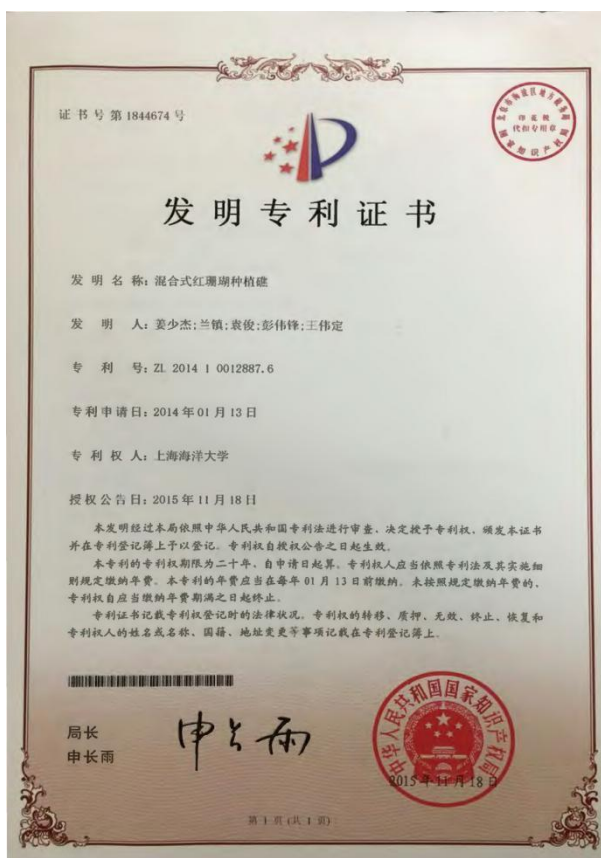 证书号第1844674号
印花税
代扣专用章
国家知识产权局
发明专利证书
发明名称：混合式红珊瑚种植礁
发明人：姜少杰;兰镇;袁俊;彭伟锋;王伟定
专利号：ZL 2014 1 0012887.6
专利申请日：2014年01月13日
专利权人：上海海洋大学
授权公告日：2015年11月18日
本发明经过本局依照中华人民共和国专利法进行审查，决定授予专利权，颁发本证书
并在专利登记簿上予以登记。专利权自授权公告之日起生效。
本专利的专利权期限为二十年，自申请日起算。专利权人应当依照专利法及其实施细
则规定缴纳年费。本专利的年费应当在每年01月13日前缴纳。未按照规定缴纳年费的，
专利权自应当缴纳年费期满之日起终止。
专利证书记载专利权登记时的法律状况。专利权的转移、质押、无效、终止、恢复和
专利权人的姓名或名称、国籍、地址变更等事项记载在专利登记簿上。
局长
申长雨
申长雨
中华人民共和国国家知识产权局
2015年11月18日
第1页(共1页)